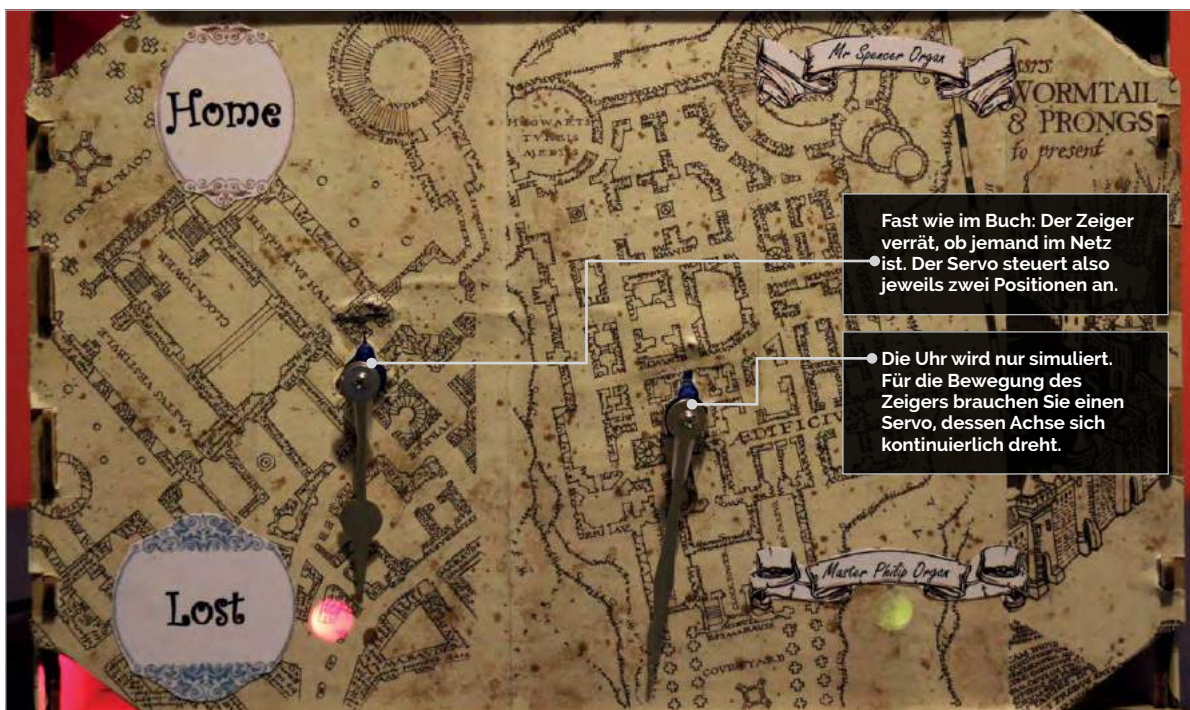 Home
Mr Spencer Organ
WORMTAIL
& PRONGS
to present
HOGWARTS
Fast wie im Buch: Der Zeiger
verrät, ob jemand im Netz
ist. Der Servo steuert also
jeweils zwei Positionen an.
Die Uhr wird nur simuliert.
Für die Bewegung des
Zeigers brauchen Sie einen
Servo, dessen Achse sich
kontinuierlich dreht.
Lost
Master Philip Organ
COURTYARD